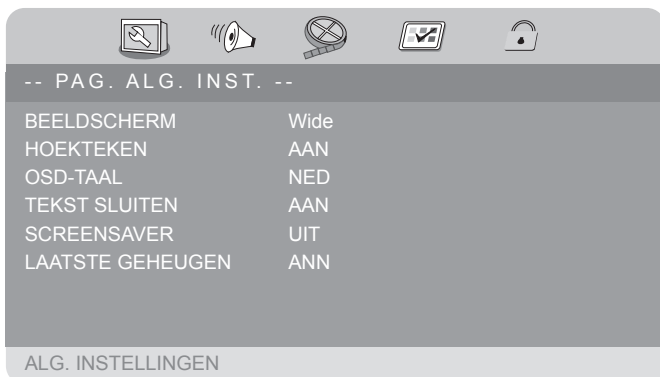 -- PAG. ALG. INST. --
BEELDSCHERM Wide
HOEKTEKEN AAN
OSD-TAAL NED
TEKST SLUITEN AAN
SCREENSAVER UIT
LAATSTE GEHEUGEN ANN
ALG. INSTELLINGEN